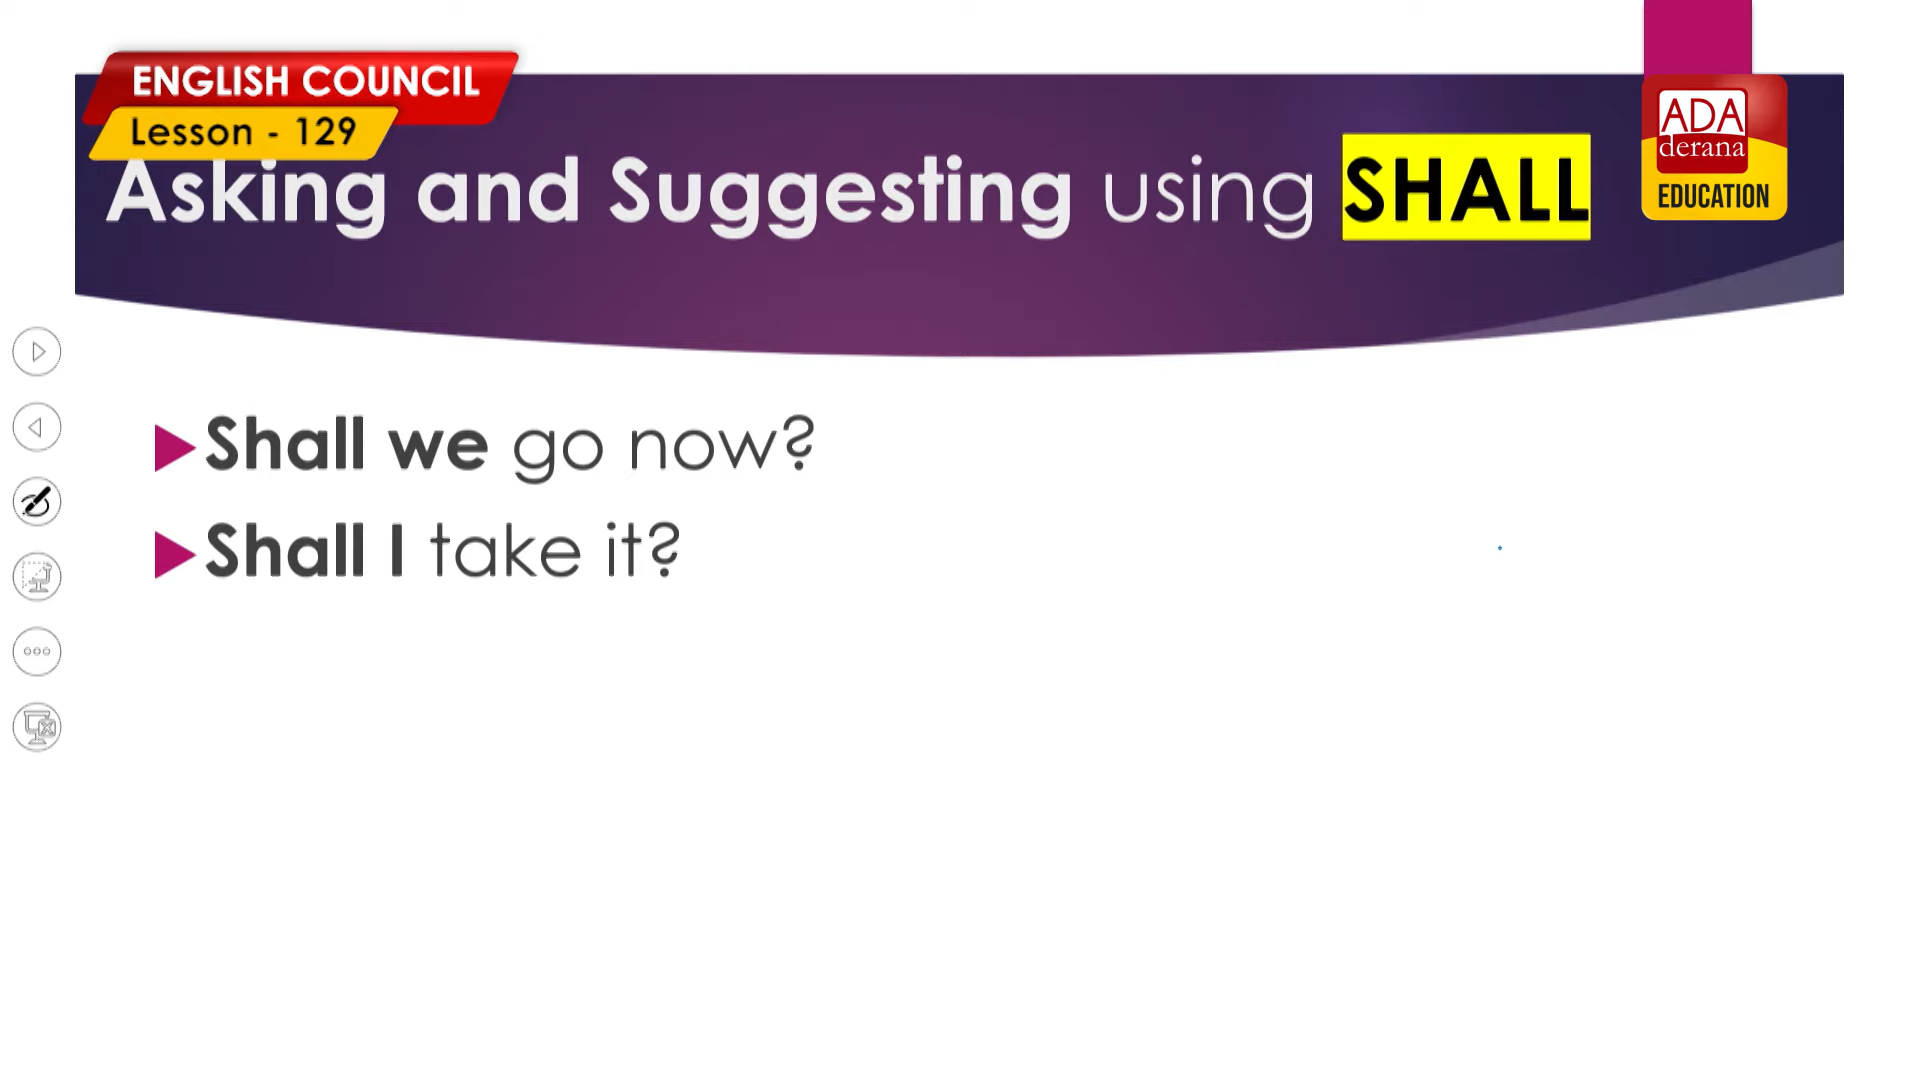 ENGLISH COUNCIL
Lesson - 129
Asking and Suggesting using SHALL
ADA
derana
EDUCATION
Shall we go now?
Shall I take it?